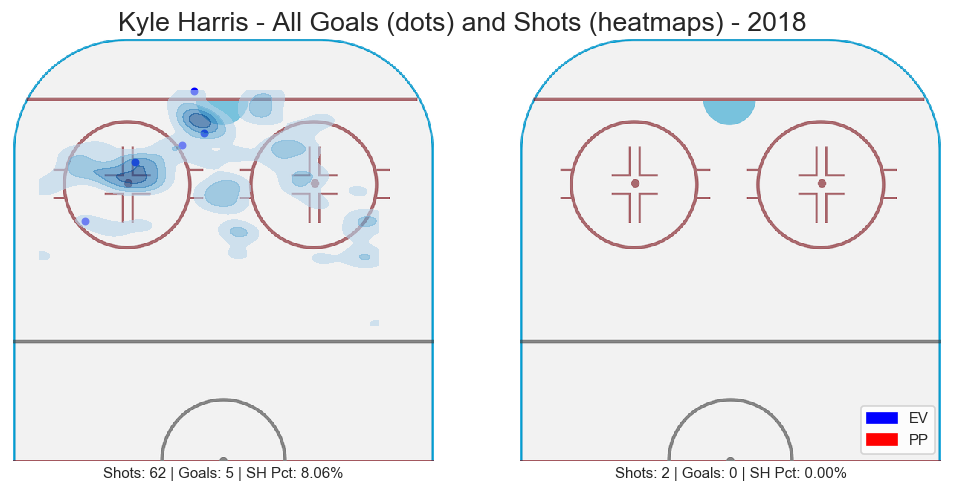 Kyle Harris - All Goals (dots) and Shots (heatmaps) - 2018
EV
PP
Shots: 62 | Goals: 5 | SH Pct: 8.06%
Shots: 2 | Goals: 0 | SH Pct: 0.00%